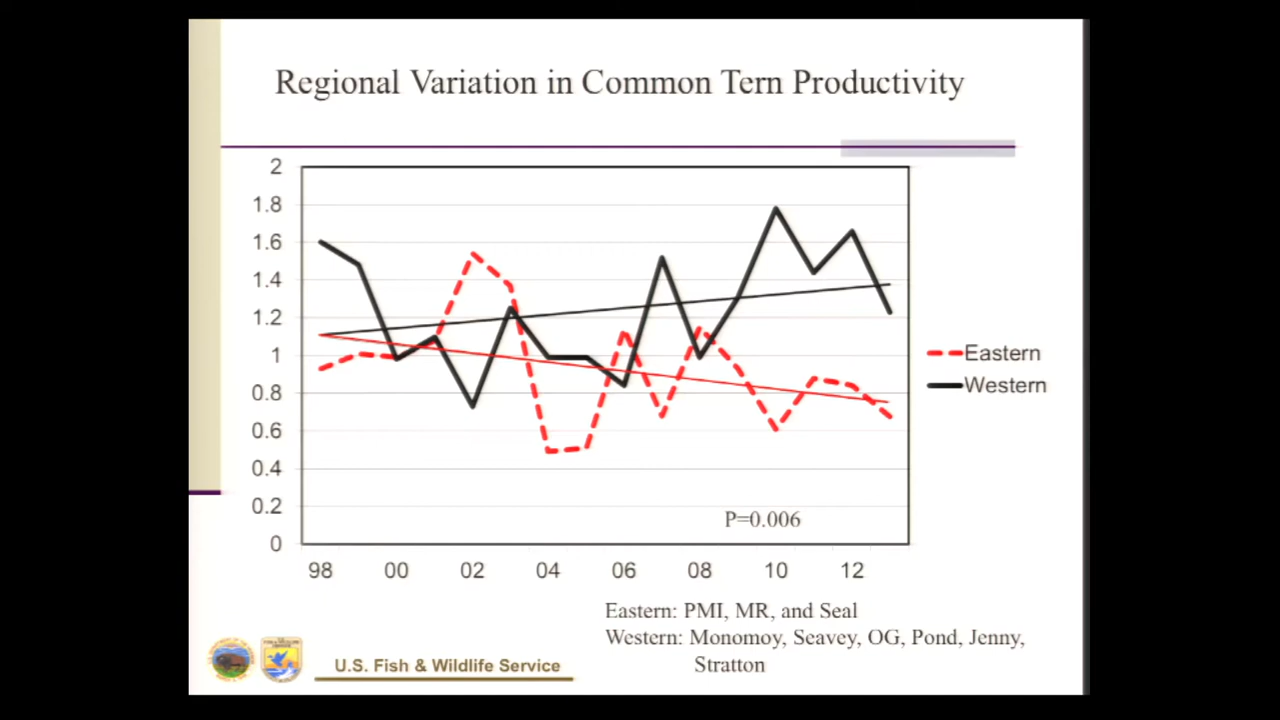 Regional Variation in Common Tern Productivity
2
1.8
1.6
1.4
1.2
1
0.8
0.6
0.4
0.2
0
P=0.006
98 00 02 04 06 08 10 12
Eastern
Western
Eastern: PMI, MR, and Seal
Western: Monomoy, Seavey, OG, Pond, Jenny,
Stratton
U.S. Fish & Wildlife Service